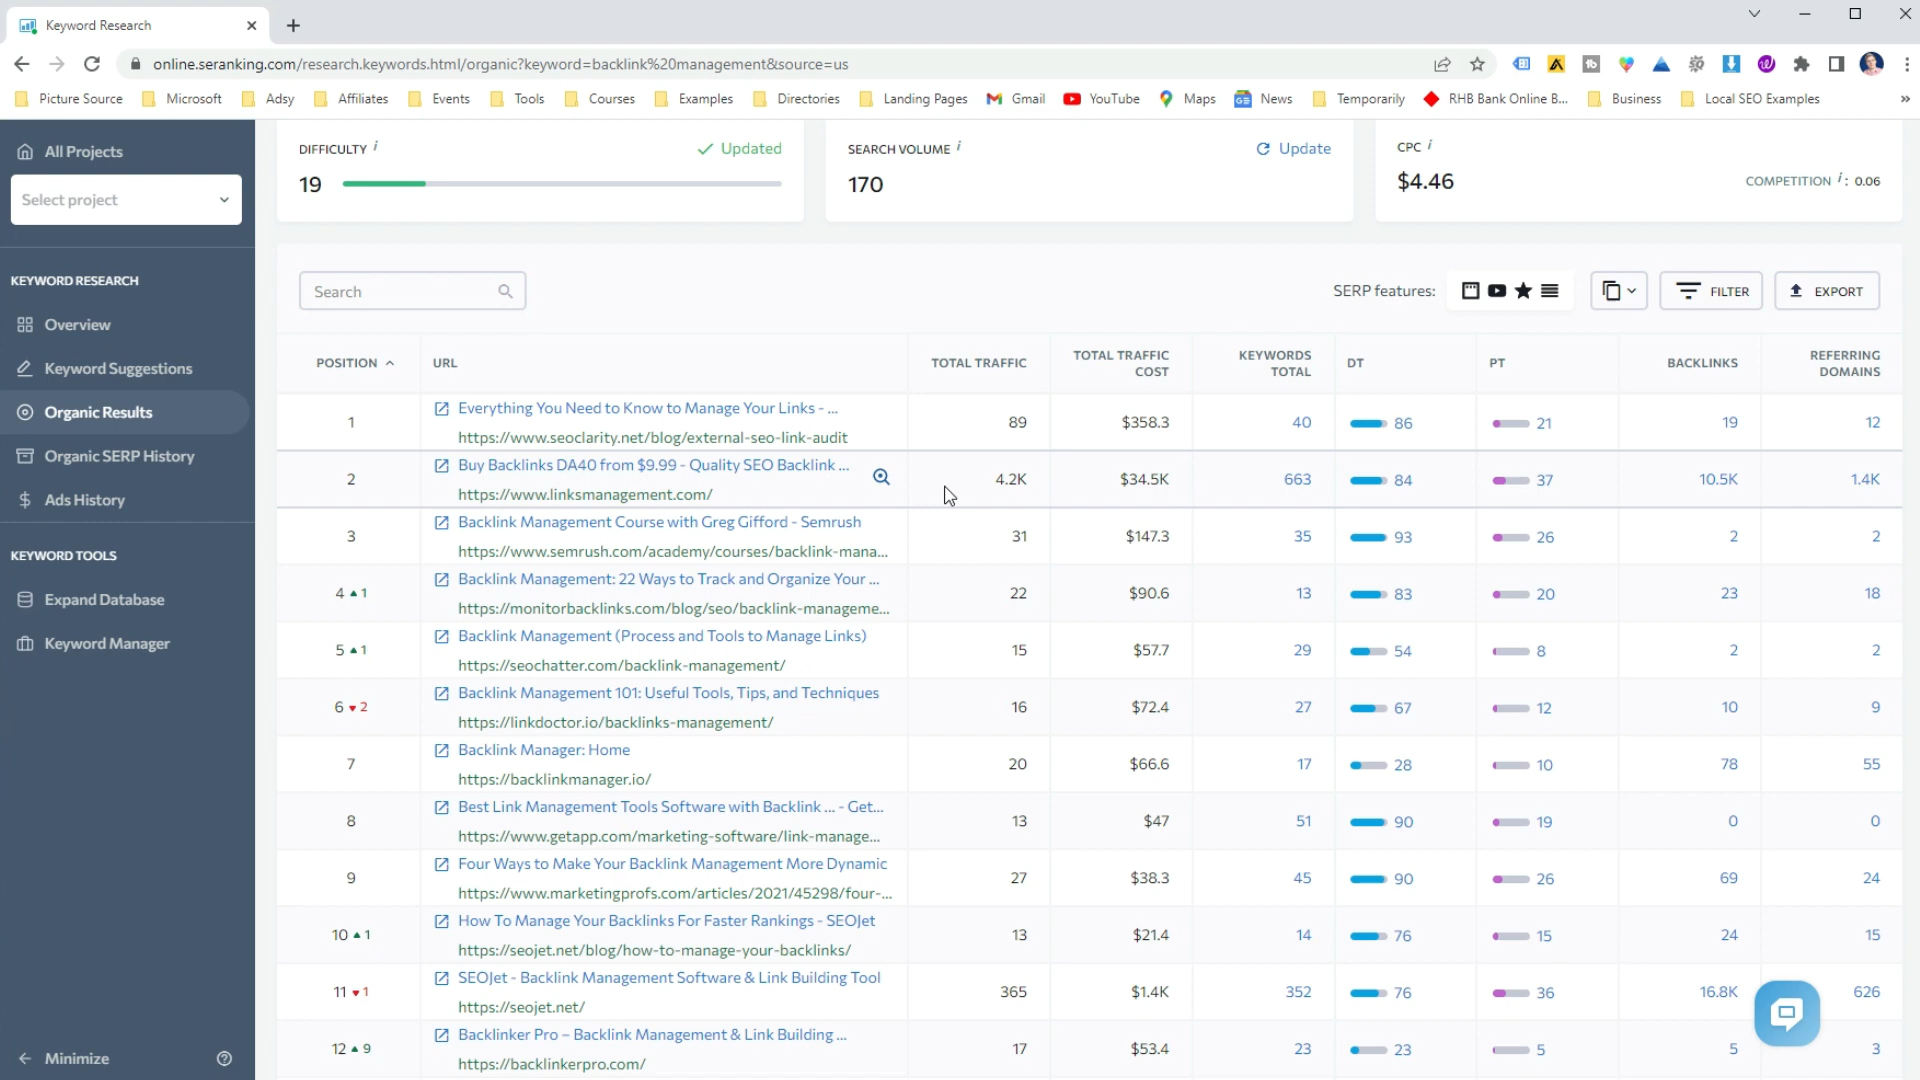 Keyword Research
online.seranking.com/research.keywords.html/organic?keyword=backlink%20management&source=us
Picture Source Microsoft Adsy Affiliates Events Tools Courses Examples Directories Landing Pages Gmail YouTube Maps News Temporarily RHB Bank Online B... Business Local SEO Examples »
All Projects
Select project
KEYWORD RESEARCH
Overview
Keyword Suggestions
Organic Results
Organic SERP History
Ads History
KEYWORD TOOLS
Expand Database
Keyword Manager
Minimize
DIFFICULTY i Updated
19
SEARCH VOLUME i Update
170
CPC i
$4.46 COMPETITION i : 0.06
Search SERP features: FILTER EXPORT
POSITION URL TOTAL TRAFFIC TOTAL TRAFFIC COST KEYWORDS TOTAL DT PT BACKLINKS REFERRING DOMAINS
1 Everything You Need to Know to Manage Your Links - ... 89 $358.3 40 86 21 19 12
https://www.seoclarity.net/blog/external-seo-link-audit
2 Buy Backlinks DA40 from $9.99 - Quality SEO Backlink ... 4.2K $34.5K 663 84 37 10.5K 1.4K
https://www.linksmanagement.com/
3 Backlink Management Course with Greg Gifford - Semrush 31 $147.3 35 93 26 2 2
https://www.semrush.com/academy/courses/backlink-mana...
4 ▲ 1 Backlink Management: 22 Ways to Track and Organize Your ... 22 $90.6 13 83 20 23 18
https://monitorbacklinks.com/blog/seo/backlink-manageme...
5 ▲ 1 Backlink Management (Process and Tools to Manage Links) 15 $57.7 29 54 8 2 2
https://seochatter.com/backlink-management/
6 ▼ 2 Backlink Management 101: Useful Tools, Tips, and Techniques 16 $72.4 27 67 12 10 9
https://linkdoctor.io/backlinks-management/
7 Backlink Manager: Home 20 $66.6 17 28 10 78 55
https://backlinkmanager.io/
8 Best Link Management Tools Software with Backlink ... - Get... 13 $47 51 90 19 0 0
https://www.getapp.com/marketing-software/link-manage...
9 Four Ways to Make Your Backlink Management More Dynamic 27 $38.3 45 90 26 69 24
https://www.marketingprofs.com/articles/2021/45298/four-...
10 ▲ 1 How To Manage Your Backlinks For Faster Rankings - SEOJet 13 $21.4 14 76 15 24 15
https://seojet.net/blog/how-to-manage-your-backlinks/
11 ▼ 1 SEOJet - Backlink Management Software & Link Building Tool 365 $1.4K 352 76 36 16.8K 626
https://seojet.net/
12 ▲ 9 Backlinker Pro – Backlink Management & Link Building ... 17 $53.4 23 23 5 5 3
https://backlinkerpro.com/